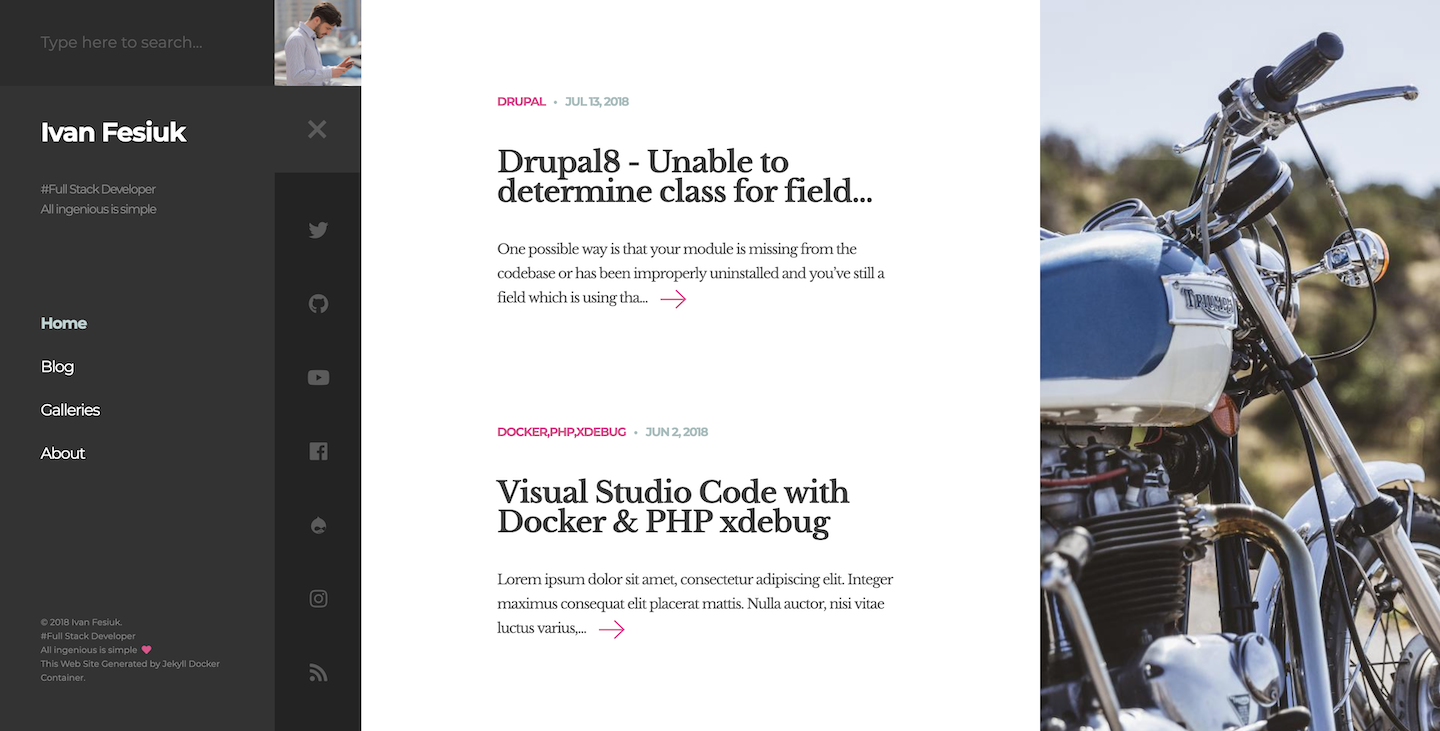 Type here to search...
Ivan Fesiuk
#Full Stack Developer
All ingenious is simple
Home
Blog
Galleries
About
© 2018 Ivan Fesiuk.
#Full Stack Developer
All ingenious is simple
This Web Site Generated by Jekyll Docker
Container.
DRUPAL • JUL 13, 2018
Drupal8 - Unable to
determine class for field...
One possible way is that your module is missing from the
codebase or has been improperly uninstalled and you’ve still a
field which is using tha...
DOCKER,PHP,XDEBUG • JUN 2, 2018
Visual Studio Code with
Docker & PHP xdebug
Lorem ipsum dolor sit amet, consectetur adipiscing elit. Integer
maximus consequat elit placerat mattis. Nulla auctor, nisi vitae
luctus varius,...
TRIUMPH